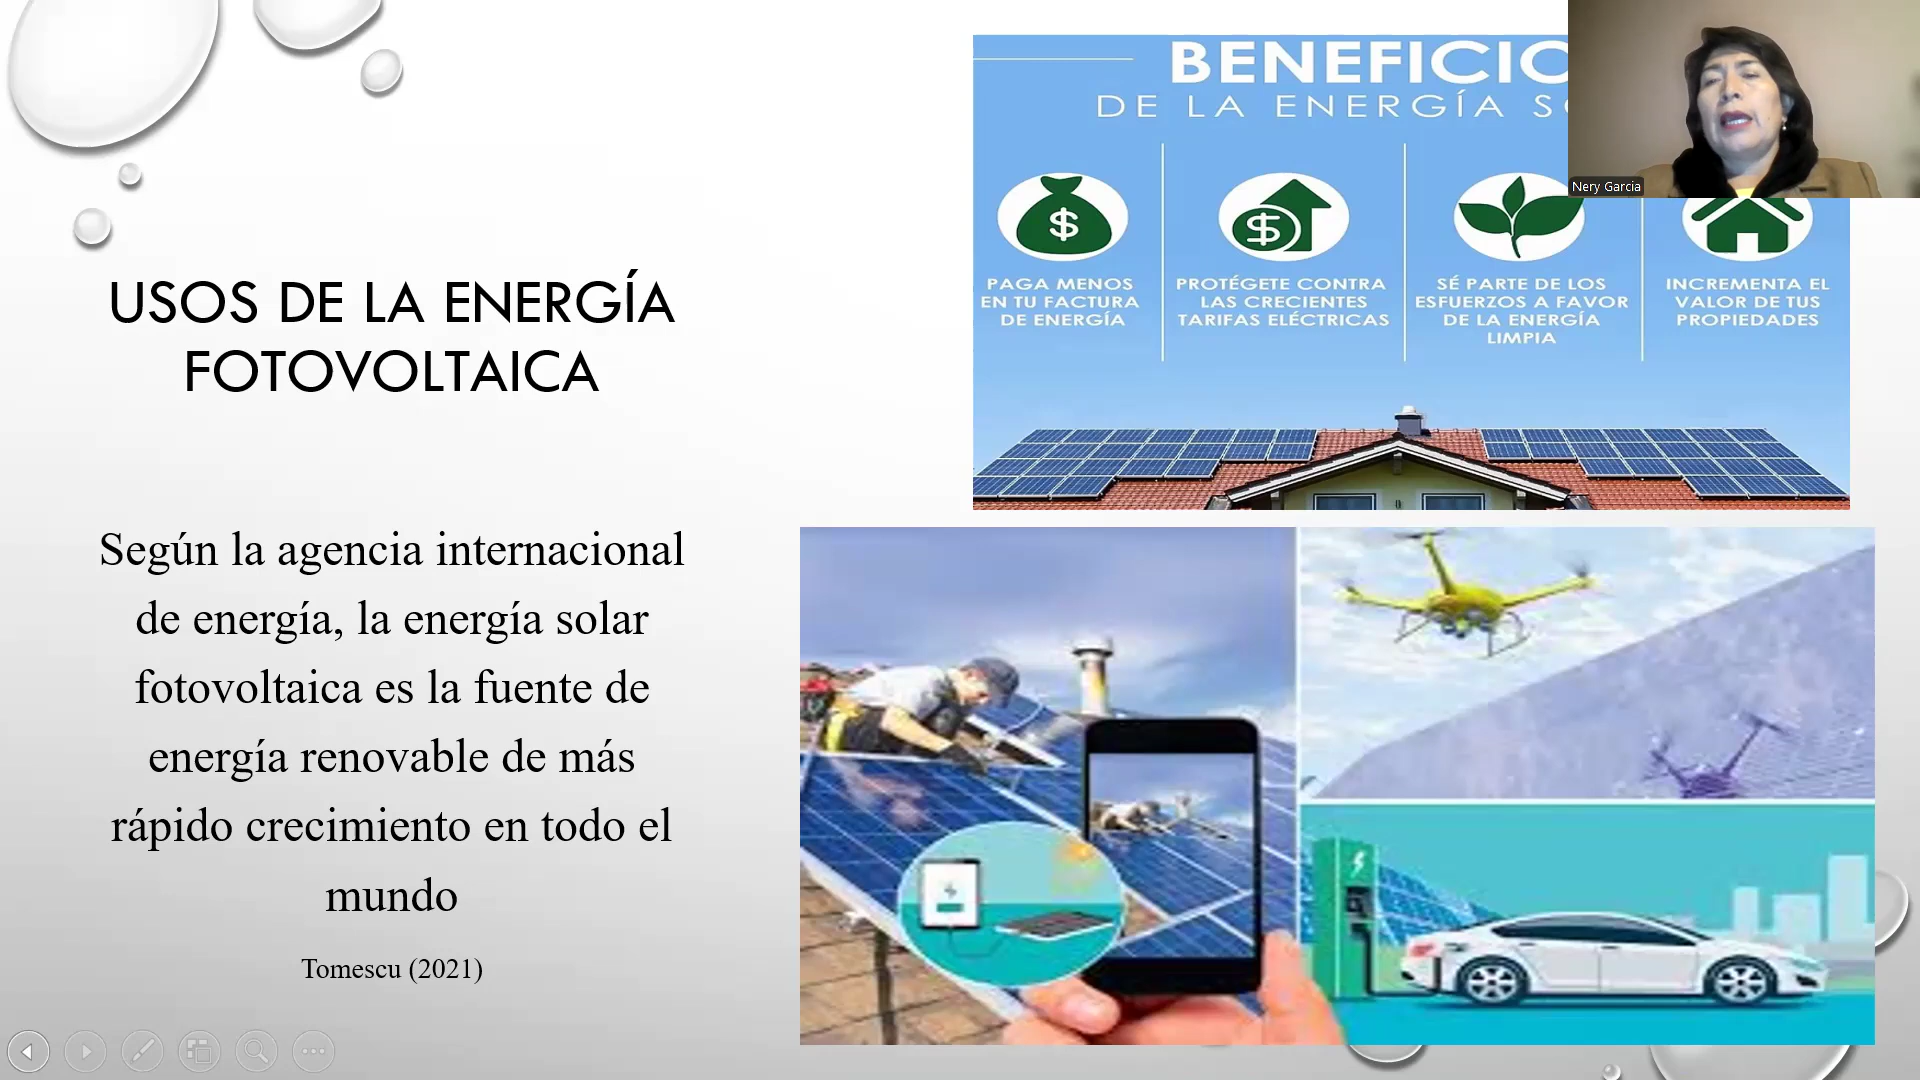 USOS DE LA ENERGÍA
FOTOVOLTAICA
Según la agencia internacional
de energía, la energía solar
fotovoltaica es la fuente de
energía renovable de más
rápido crecimiento en todo el
mundo
Tomescu (2021)
BENEFICIO
DE LA ENERGÍA S
PAGA MENOS
EN TU FACTURA
DE ENERGÍA
PROTÉGETE CONTRA
LAS CRECIENTES
TARIFAS ELÉCTRICAS
SÉ PARTE DE LOS
ESFUERZOS A FAVOR
DE LA ENERGÍA
LIMPIA
INCREMENTA EL
VALOR DE TUS
PROPIEDADES
Nery Garcia